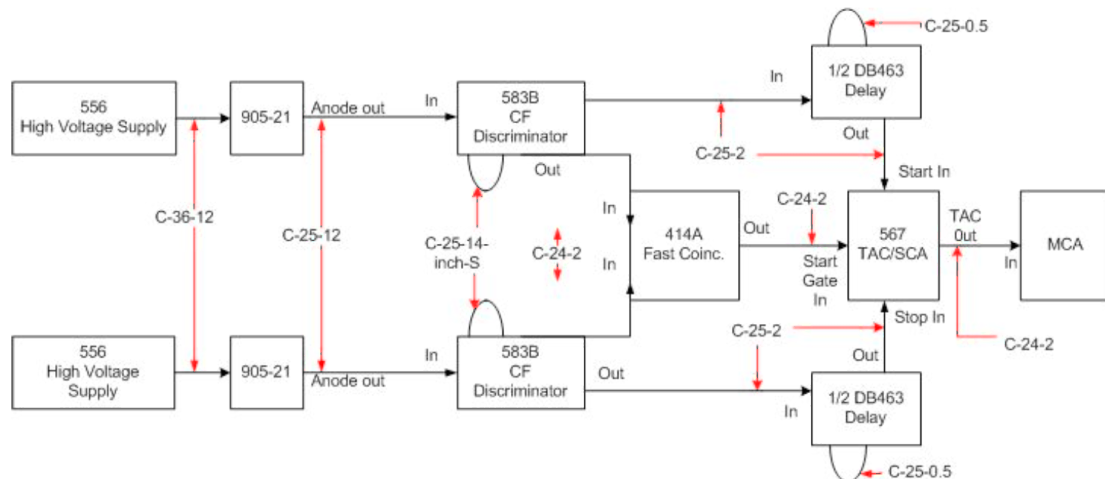 C-25-0.5
1/2 DB463
Delay
In
Out
556
High Voltage Supply
905-21
Anode out
In
583B
CF
Discriminator
Out
C-25-2
Start In
C-36-12
C-25-12
C-25-14-
inch-S
C-24-2
In
In
414A
Fast Coinc.
Out
C-24-2
Start
Gate
In
567
TAC/SCA
TAC
0ut
In
MCA
Stop In
C-24-2
C-25-2
556
High Voltage
Supply
905-21
Anode out
In
583B
CF
Discriminator
Out
In
Out
1/2 DB463
Delay
C-25-0.5